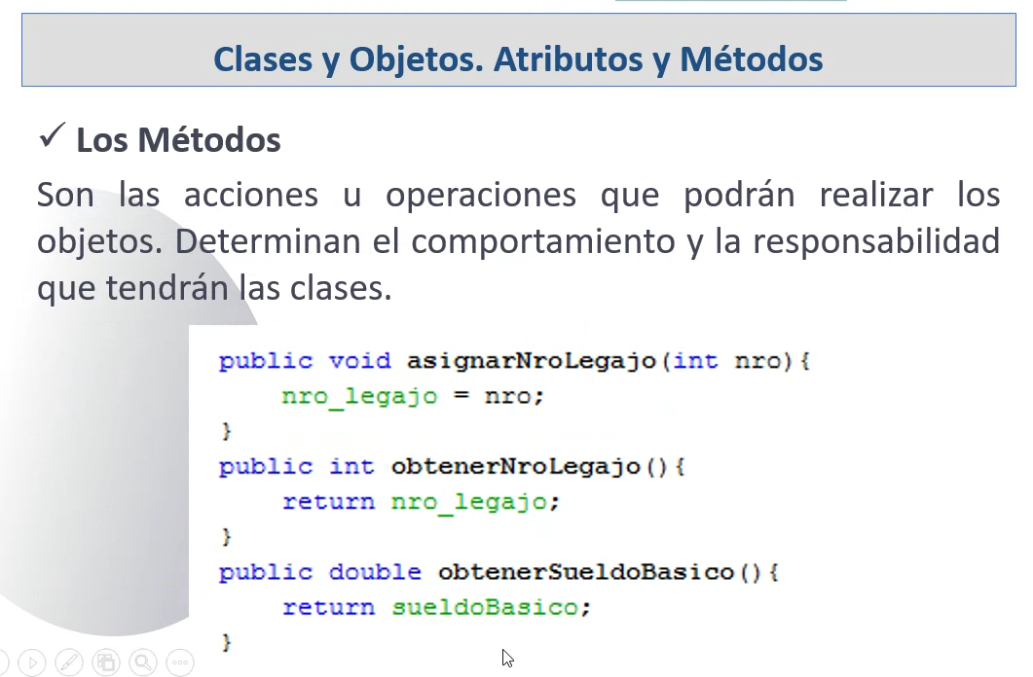 Clases y Objetos. Atributos y Métodos
✓ Los Métodos
Son las acciones u operaciones que podrán realizar los
objetos. Determinan el comportamiento y la responsabilidad
que tendrán las clases.
public void asignarNroLegajo(int nro){
    nro_legajo = nro;
}
public int obtenerNroLegajo(){
    return nro_legajo;
}
public double obtenerSueldoBasico(){
    return sueldoBasico;
}